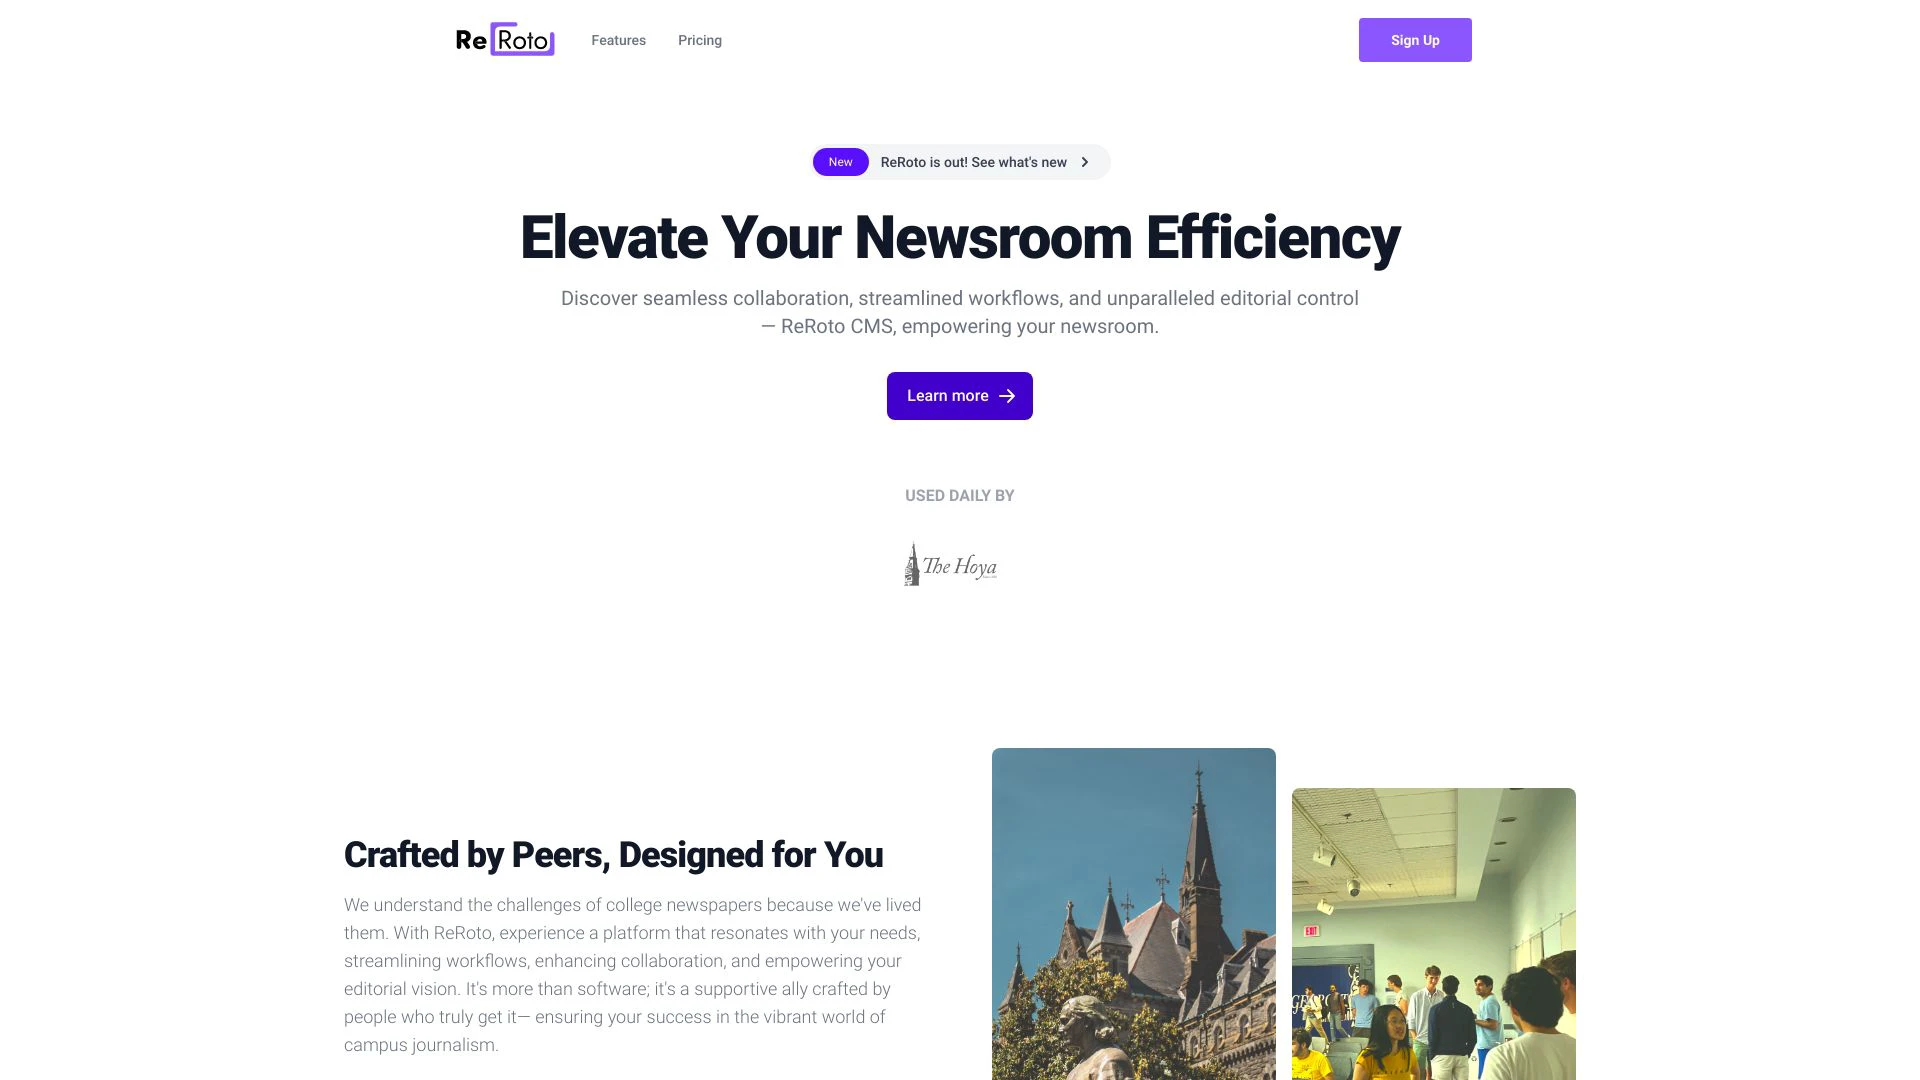 Re Roto
Features
Pricing
Sign Up
New
ReRoto is out! See what's new
Elevate Your Newsroom Efficiency
Discover seamless collaboration, streamlined workflows, and unparalleled editorial control
— ReRoto CMS, empowering your newsroom.
Learn more
USED DAILY BY
The Hoya
Crafted by Peers, Designed for You
We understand the challenges of college newspapers because we've lived
them. With ReRoto, experience a platform that resonates with your needs,
streamlining workflows, enhancing collaboration, and empowering your
editorial vision. It's more than software; it's a supportive ally crafted by
people who truly get it— ensuring your success in the vibrant world of
campus journalism.
EXIT